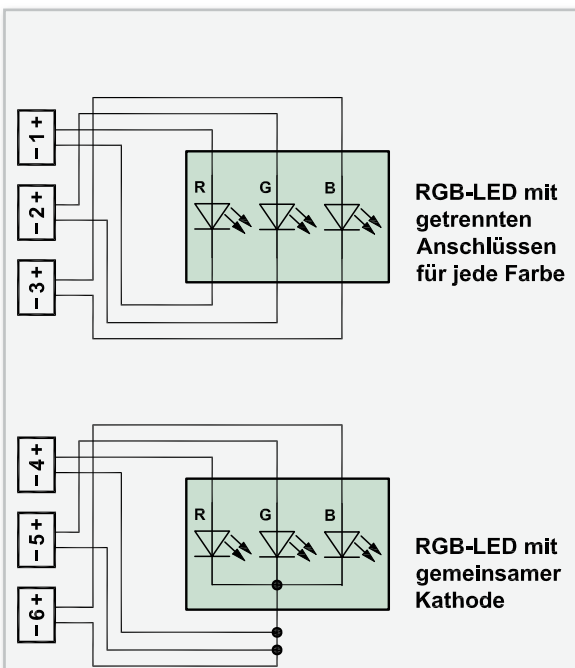 – 1 +
– 2 +
– 3 +
R G B
RGB-LED mit
getrennten
Anschlüssen
für jede Farbe
– 4 +
– 5 +
– 6 +
R G B
RGB-LED mit
gemeinsamer
Kathode